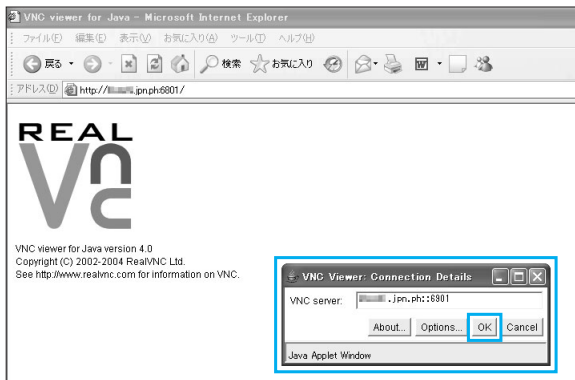 VNC viewer for Java - Microsoft Internet Explorer
ファイル(F) 編集(E) 表示(V) お気に入り(A) ツール(T) ヘルプ(H)
戻る 検索 お気に入り
アドレス(D) http:// .jpn.ph:6801/
REAL
Vnc
VNC viewer for Java version 4.0
Copyright (C) 2002-2004 RealVNC Ltd.
See http://www.realvnc.com for information on VNC.
VNC Viewer: Connection Details
VNC server: .jpn.ph::6901
About... Options... OK Cancel
Java Applet Window